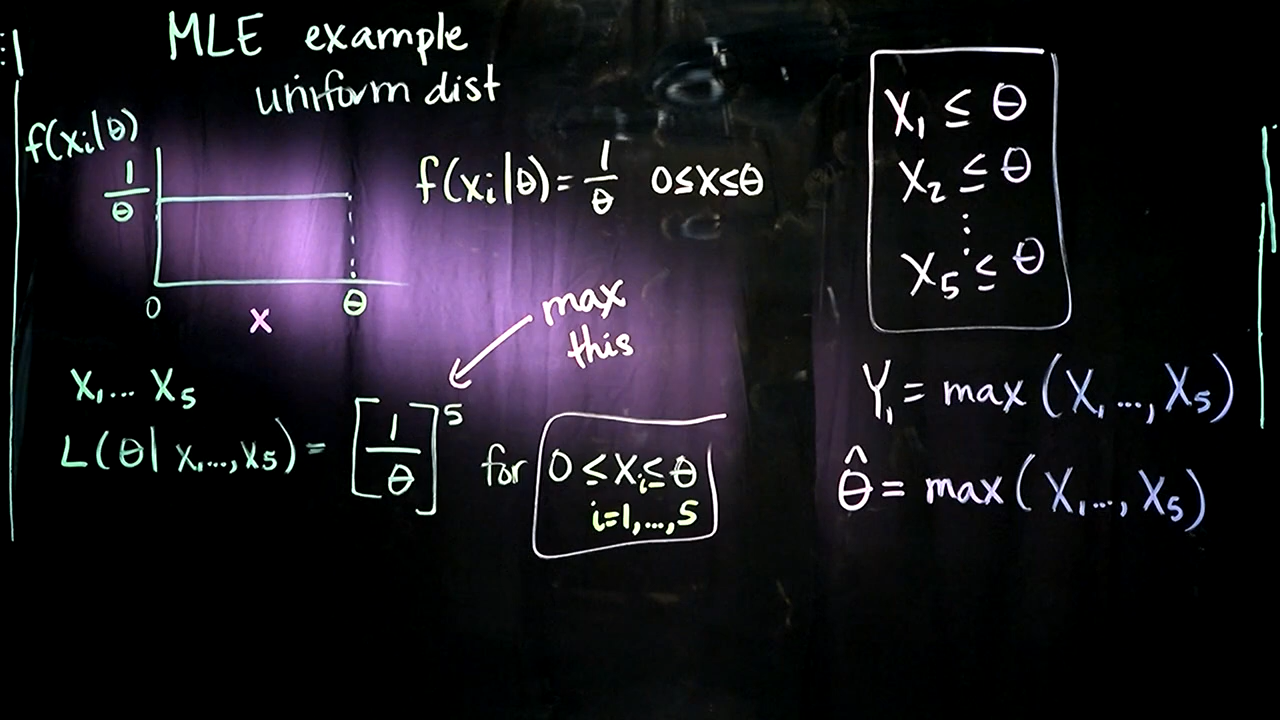 MLE example
uniform dist
f(xᵢ|θ)
1/θ
0
θ
x
f(xᵢ|θ) = 1/θ 0≤x≤θ
max
this
X₁... X₅
L(θ| x₁,...,x₅) = [1/θ]⁵ for 0 ≤ Xᵢ ≤ θ
i=1,...,5
X₁ ≤ θ
X₂ ≤ θ
⋮
X₅ ≤ θ
Y₁ = max (X₁ ..., X₅)
θ̂ = max (X₁..., X₅)